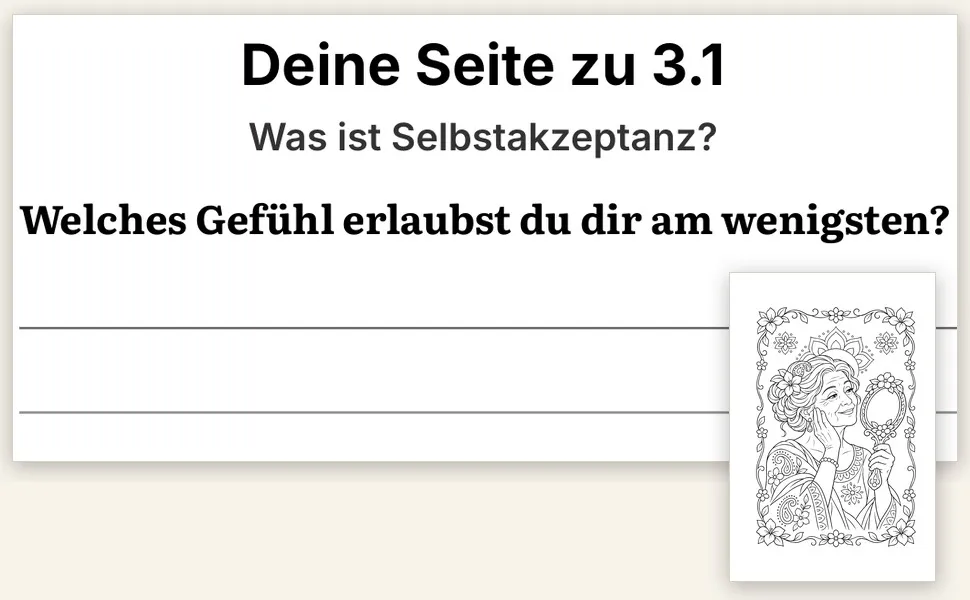 Deine Seite zu 3.1
Was ist Selbstakzeptanz?
Welches Gefühl erlaubst du dir am wenigsten?